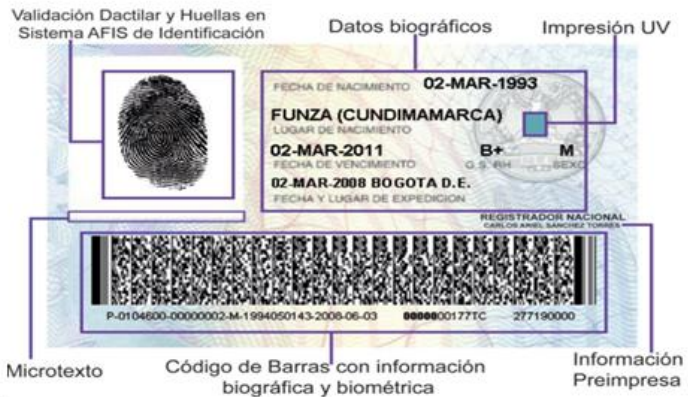 Validación Dactilar y Huellas en
Sistema AFIS de Identificación
Datos biográficos
Impresión UV
FECHA DE NACIMIENTO 02-MAR-1993
FUNZA (CUNDIMAMARCA)
LUGAR DE NACIMIENTO
02-MAR-2011 B+ M
FECHA DE VENCIMIENTO G.S. RH SEXO
02-MAR-2008 BOGOTA D.E.
FECHA Y LUGAR DE EXPEDICION
REGISTRADOR NACIONAL
CARLOS ARIEL SANCHEZ TORRES
P-0104600-00000002-M-1994050143-2008-06-03 0000000177TC 277190000
Microtexto
Código de Barras con información
biográfica y biométrica
Información
Preimpresa